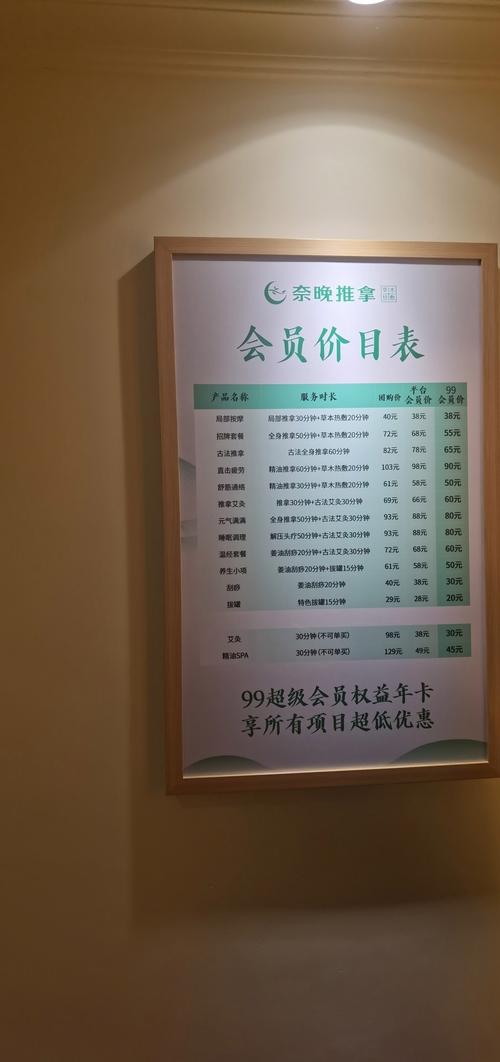 奈晚推拿
会员价目表
产品名称 服务时长 团购价 平台会员价 99会员价
局部按摩 局部推拿30分钟+草本热敷20分钟 40元 38元 38元
招牌套餐 全身推拿50分钟+草本热敷20分钟 72元 68元 55元
古法推拿 古法全身推拿60分钟 82元 78元 65元
直击疲劳 精油推拿60分钟+草木热敷20分钟 103元 98元 90元
舒筋通络 精油推拿30分钟+草木热敷20分钟 61元 58元 50元
推拿艾灸 推拿30分钟+古法艾灸30分钟 69元 66元 60元
元气满满 全身推拿50分钟+古法艾灸30分钟 93元 88元 80元
睡眠调理 解压头疗50分钟+古法艾灸30分钟 93元 88元 80元
温经套餐 姜油刮痧20分钟+古法艾灸30分钟 72元 68元 60元
养生小项 姜油刮痧20分钟+拔罐15分钟 61元 58元 50元
刮痧 姜油刮痧20分钟 40元 38元 30元
拔罐 特色拔罐15分钟 29元 28元 20元
艾灸 30分钟(不可单买) 98元 38元 30元
精油SPA 30分钟(不可单买) 129元 49元 45元
99超级会员权益年卡
享所有项目超低优惠